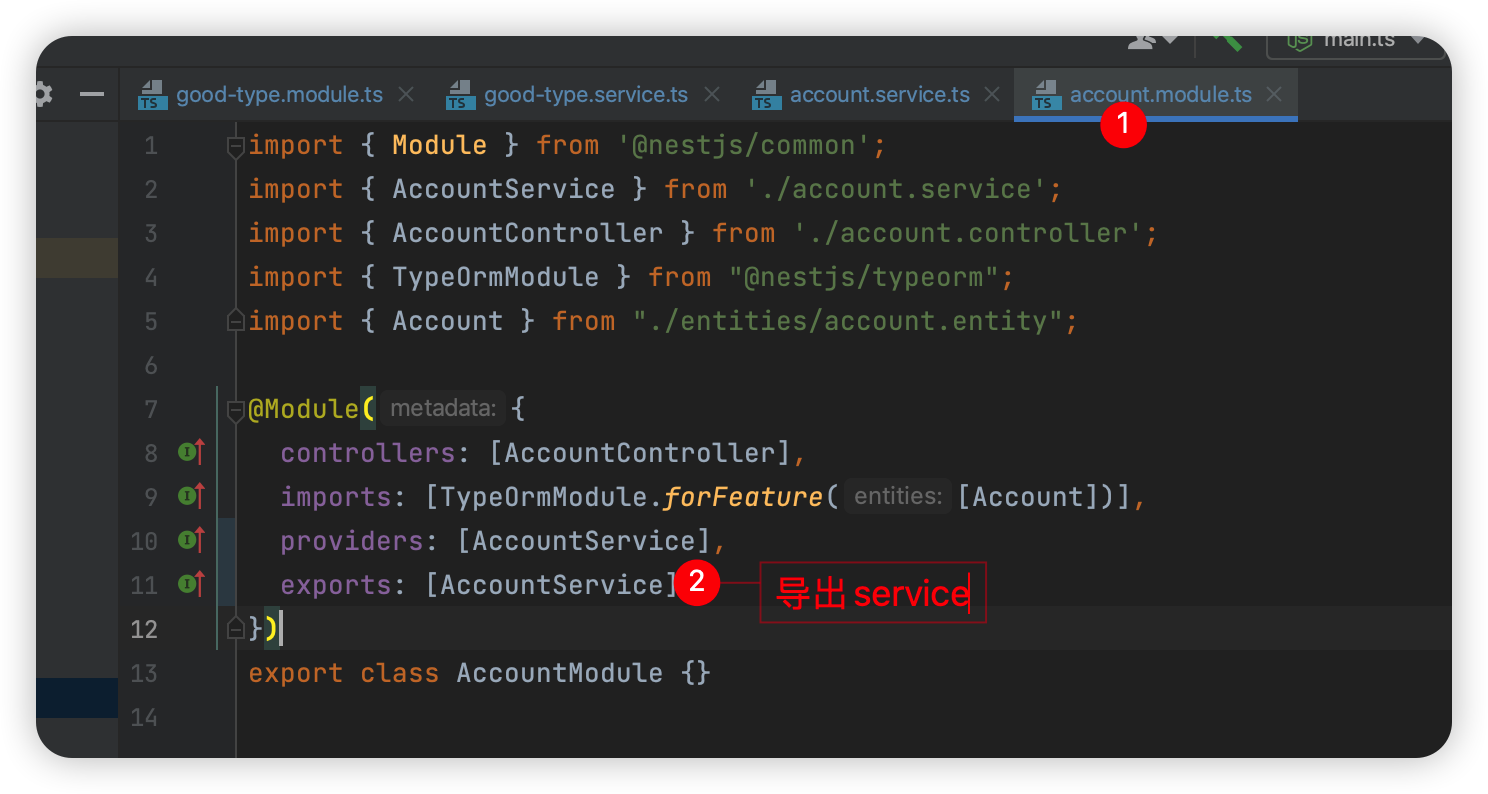 main.ts
good-type.module.ts
good-type.service.ts
account.service.ts
account.module.ts
1
1 import { Module } from '@nestjs/common';
2 import { AccountService } from './account.service';
3 import { AccountController } from './account.controller';
4 import { TypeOrmModule } from "@nestjs/typeorm";
5 import { Account } from "./entities/account.entity";
6
7 @Module( metadata: {
8 controllers: [AccountController],
9 imports: [TypeOrmModule.forFeature( entities: [Account])],
10 providers: [AccountService],
11 exports: [AccountService]
2 导出 service
12 })
13 export class AccountModule {}
14